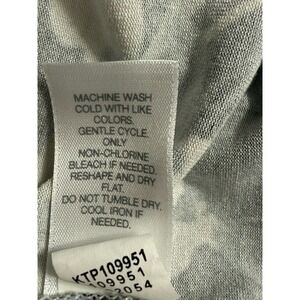 MACHINE WASH
COLD WITH LIKE
COLORS.
GENTLE CYCLE.
ONLY
NON-CHLORINE
BLEACH IF NEEDED.
RESHAPE AND DRY
FLAT.
DO NOT TUMBLE DRY.
COOL IRON IF
NEEDED.
KTP109951